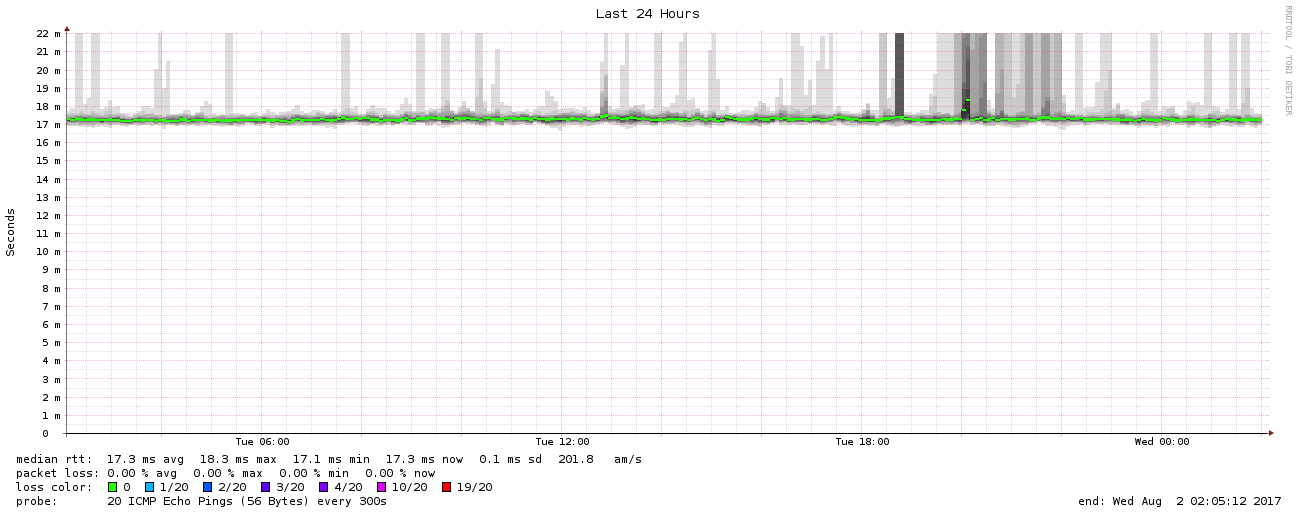 Last 24 Hours
RRDTOOL / TOBI OETIKER
Seconds
22 m
21 m
20 m
19 m
18 m
17 m
16 m
15 m
14 m
13 m
12 m
11 m
10 m
9 m
8 m
7 m
6 m
5 m
4 m
3 m
2 m
1 m
0
Tue 06:00 Tue 12:00 Tue 18:00 Wed 00:00
median rtt: 17.3 ms avg 18.3 ms max 17.1 ms min 17.3 ms now 0.1 ms sd 201.8 am/s
packet loss: 0.00 % avg 0.00 % max 0.00 % min 0.00 % now
loss color: 0 1/20 2/20 3/20 4/20 10/20 19/20
probe: 20 ICMP Echo Pings (56 Bytes) every 300s end: Wed Aug 2 02:05:12 2017